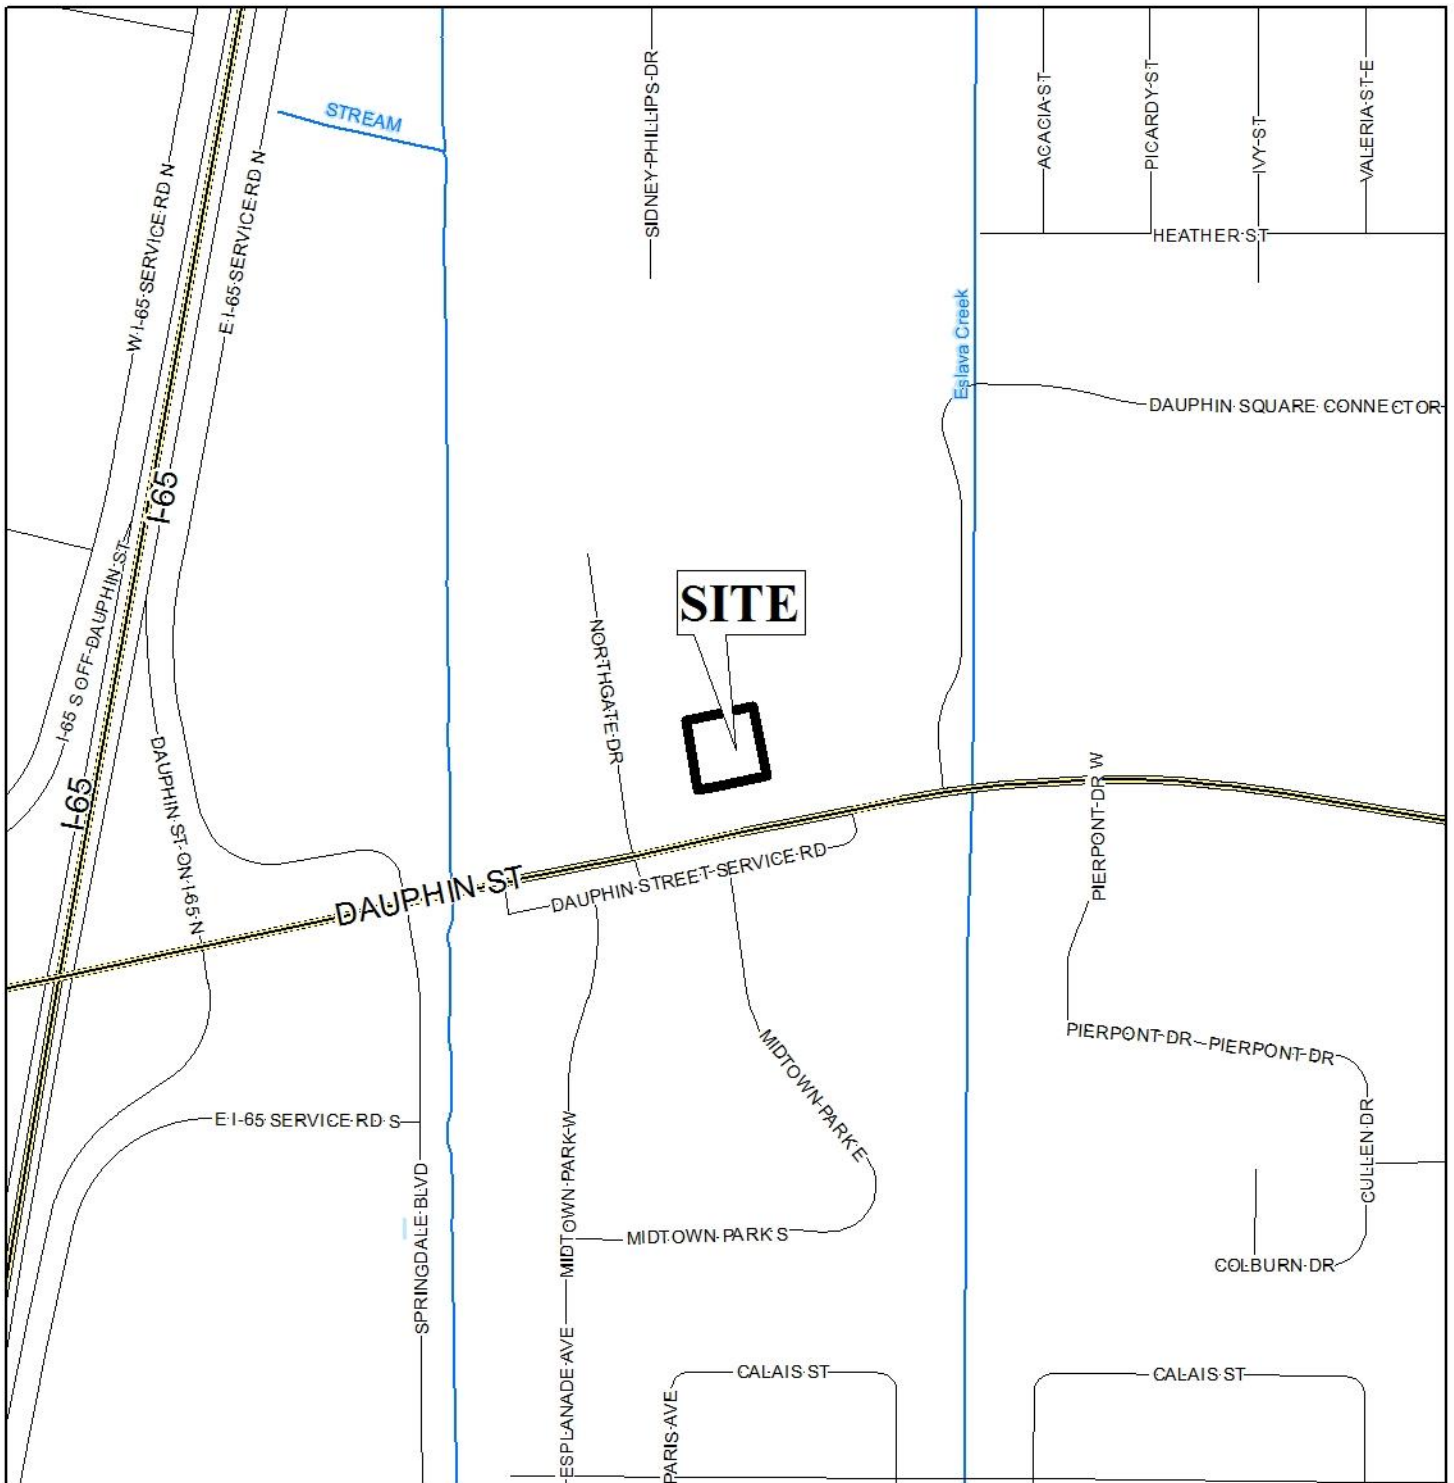 STREAM
SIDNEY PHILLIPS DR
ACACIA ST
PICARDY ST
IVY ST
VALERIA ST E
W I-65 SERVICE RD N
E I-65 SERVICE RD N
HEATHER ST
Eslava Creek
DAUPHIN SQUARE CONNECTOR
I-65
I-65 S OFF DAUPHIN ST
SITE
NORTHGATE DR
I-65
DAUPHIN ST ON I-65 N
PIERPONT DR W
DAUPHIN ST
DAUPHIN STREET SERVICE RD
MIDTOWN PARK E
PIERPONT DR
PIERPONT DR
E I-65 SERVICE RD S
CULLEN DR
MIDTOWN PARK W
SPRINGDALE BLVD
MIDTOWN PARK S
COLBURN DR
ESPLANADE AVE
PARIS AVE
CALAIS ST
CALAIS ST